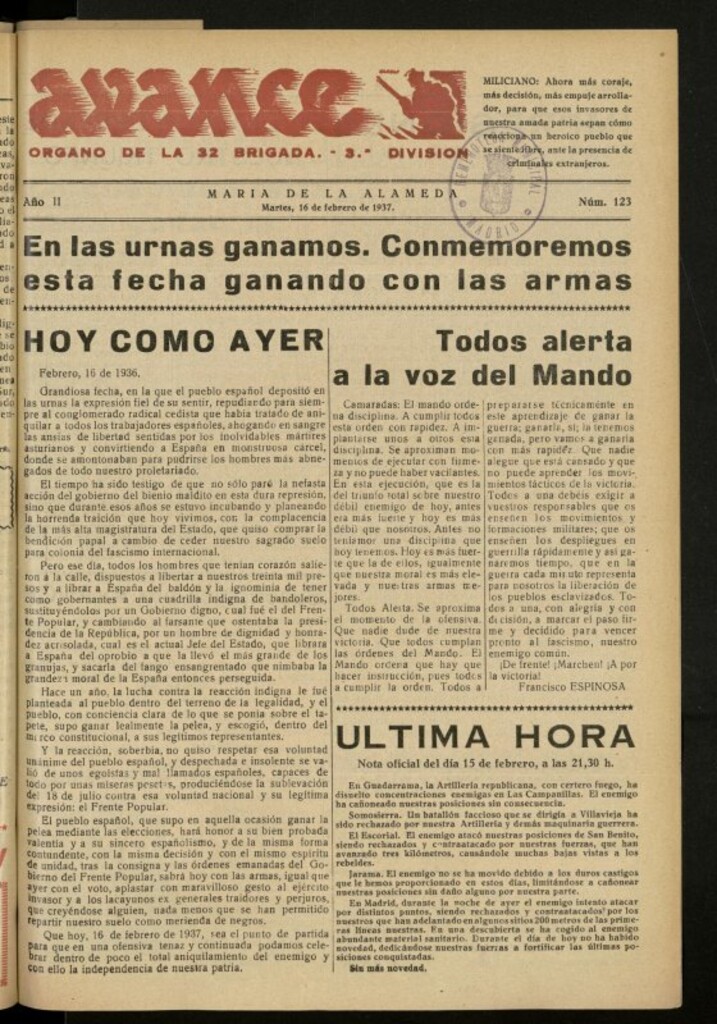 avance
ORGANO DE LA 32 BRIGADA. - 3.ª DIVISION
MILICIANO: Ahora más coraje,
más decisión, más empuje arrolla-
dor, para que esos invasores de
nuestra amada patria sepan cómo
reacciona un heroico pueblo que
se siente libre, ante la presencia de
criminales extranjeros.
Año II
MARIA DE LA ALAMEDA
Martes, 16 de febrero de 1937.
Núm. 123
MADRID
En las urnas ganamos. Conmemoremos
esta fecha ganando con las armas
HOY COMO AYER
Febrero, 16 de 1936.
Grandiosa fecha, en la que el pueblo español depositó en
las urnas la expresión fiel de su sentir, repudiando para siem-
pre al conglomerado radical cedista que había tratado de ani-
quilar a todos los trabajadores españoles, ahogando en sangre
las ansias de libertad sentidas por los inolvidables mártires
asturianos y convirtiendo a España en monstruosa cárcel,
donde se amontonaban para pudrirse los hombres más abne-
gados de todo nuestro proletariado.
El tiempo ha sido testigo de que no sólo paró la nefasta
acción del gobierno del bienio maldito en esta dura represión,
sino que durante esos años se estuvo incubando y planeando
la horrenda traición que hoy vivimos, con la complacencia
de la más alta magistratura del Estado, que quiso comprar la
bendición papal a cambio de ceder nuestro sagrado suelo
para colonia del fascismo internacional.
Pero ese día, todos los hombres que tenían corazón salie-
ron a la calle, dispuestos a libertar a nuestros treinta mil pre-
sos y a librar a España del baldón y la ignominia de tener
como gobernantes a una cuadrilla indigna de bandoleros,
sustituyéndolos por un Gobierno digno, cual fué el del Fren-
te Popular, y cambiando al farsante que ostentaba la presi-
dencia de la República, por un hombre de dignidad y honra-
dez acrisolada, cual es el actual Jefe del Estado, que librara
a España del oprobio a que la llevó el más grande de los
granujas, y sacarla del fango ensangrentado que nimbaba la
grandeza moral de la España entonces perseguida.
Hace un año, la lucha contra la reacción indigna le fué
planteada al pueblo dentro del terreno de la legalidad, y el
pueblo, con conciencia clara de lo que se ponía sobre el ta-
pete, supo ganar lealmente la pelea, y escogió, dentro del
marco constitucional, a sus legítimos representantes.
Y la reacción, soberbia, no quiso respetar esa voluntad
unánime del pueblo español, y despechada e insolente se va-
lió de unos egoístas y mal llamados españoles, capaces de
todo por unas míseras pesetas, produciéndose la sublevación
del 18 de julio contra esa voluntad nacional y su legítima
expresión: el Frente Popular.
El pueblo español, que supo en aquella ocasión ganar la
pelea mediante las elecciones, hará honor a su bien probada
valentía y a su sincero españolismo, y de la misma forma
contundente, con la misma decisión y con el mismo espíritu
de unidad, tras la consigna y las órdenes emanadas del Go-
bierno del Frente Popular, sabrá hoy con las armas, igual que
ayer con el voto, aplastar con maravilloso gesto al ejército
invasor y a los lacayunos ex generales traidores y perjuros,
que creyéndose alguien, nada menos que se han permitido
repartir nuestro suelo como merienda de negros.
Que hoy, 16 de febrero de 1937, sea el punto de partida
para que en una ofensiva tenaz y continuada podamos cele-
brar dentro de poco el total aniquilamiento del enemigo y
con ello la independencia de nuestra patria.
Todos alerta
a la voz del Mando
Camaradas: El mando orde-
na disciplina. A cumplir todos
esta orden con rapidez. A im-
plantarse unos a otros esta
disciplina. Se aproximan mo-
mentos de ejecutar con firme-
za y no puede haber vacilantes.
En esta ejecución, que es la
del triunfo total sobre nuestro
débil enemigo de hoy, antes
era más fuerte y hoy es más
débil que nosotros. Antes no
teníamos una disciplina que
hoy tenemos. Hoy es más fuer-
te que la de ellos, igualmente
que nuestra moral es más ele-
vada y nuestras armas me-
jores.
Todos Alerta. Se aproxima
el momento de la ofensiva.
Que nadie dude de nuestra
victoria. Que todos cumplan
las órdenes del Mando. El
Mando ordena que hay que
hacer instrucción, pues todos
a cumplir la orden. Todos a
prepararse técnicamente en
este aprendizaje de ganar la
guerra; ganarla, sí; la tenemos
ganada, pero vamos a ganarla
con más rapidez. Que nadie
alegue que está cansado y que
no puede aprender los movi-
mientos tácticos de la victoria.
Todos a una debéis exigir a
vuestros responsables que os
enseñen los movimientos y
formaciones militares; que os
enseñen los despliegues en
guerrilla rápidamente y así ga-
naremos tiempo, que en la
guerra cada minuto representa
para nosotros la liberación de
los pueblos esclavizados. To-
dos a una, con alegría y con
decisión, a marcar el paso fir-
me y decidido para vencer
pronto al fascismo, nuestro
enemigo común.
¡De frente! ¡Marchen! ¡A por
la victoria!
Francisco ESPINOSA
ULTIMA HORA
Nota oficial del día 15 de febrero, a las 21,30 h.
En Guadarrama, la Artillería republicana, con certero fuego, ha
disuelto concentraciones enemigas en Las Campanillas. El enemigo
ha cañoneado nuestras posiciones sin consecuencia.
Somosierra. Un batallón faccioso que se dirigía a Villavieja ha
sido rechazado por nuestra Artillería y demás maquinaria guerrera.
El Escorial. El enemigo atacó nuestras posiciones de San Benito,
siendo rechazados y contraatacado por nuestras fuerzas, que han
avanzado tres kilómetros, causándole muchas bajas vistas a los
rebeldes.
Jarama. El enemigo no se ha movido debido a los duros castigos
que le hemos proporcionado en estos días, limitándose a cañonear
nuestras posiciones sin daño alguno por nuestra parte.
En Madrid, durante la noche de ayer el enemigo intentó atacar
por distintos puntos, siendo rechazados y contraatacados por los
nuestros que han adelantado en algunos sitios 200 metros de las prime-
ras líneas nuestras. En una descubierta se ha cogido al enemigo
abundante material sanitario. Durante el día de hoy no ha habido
novedad, dedicándose nuestras fuerzas a fortificar las últimas po-
siciones conquistadas.
Sin más novedad.